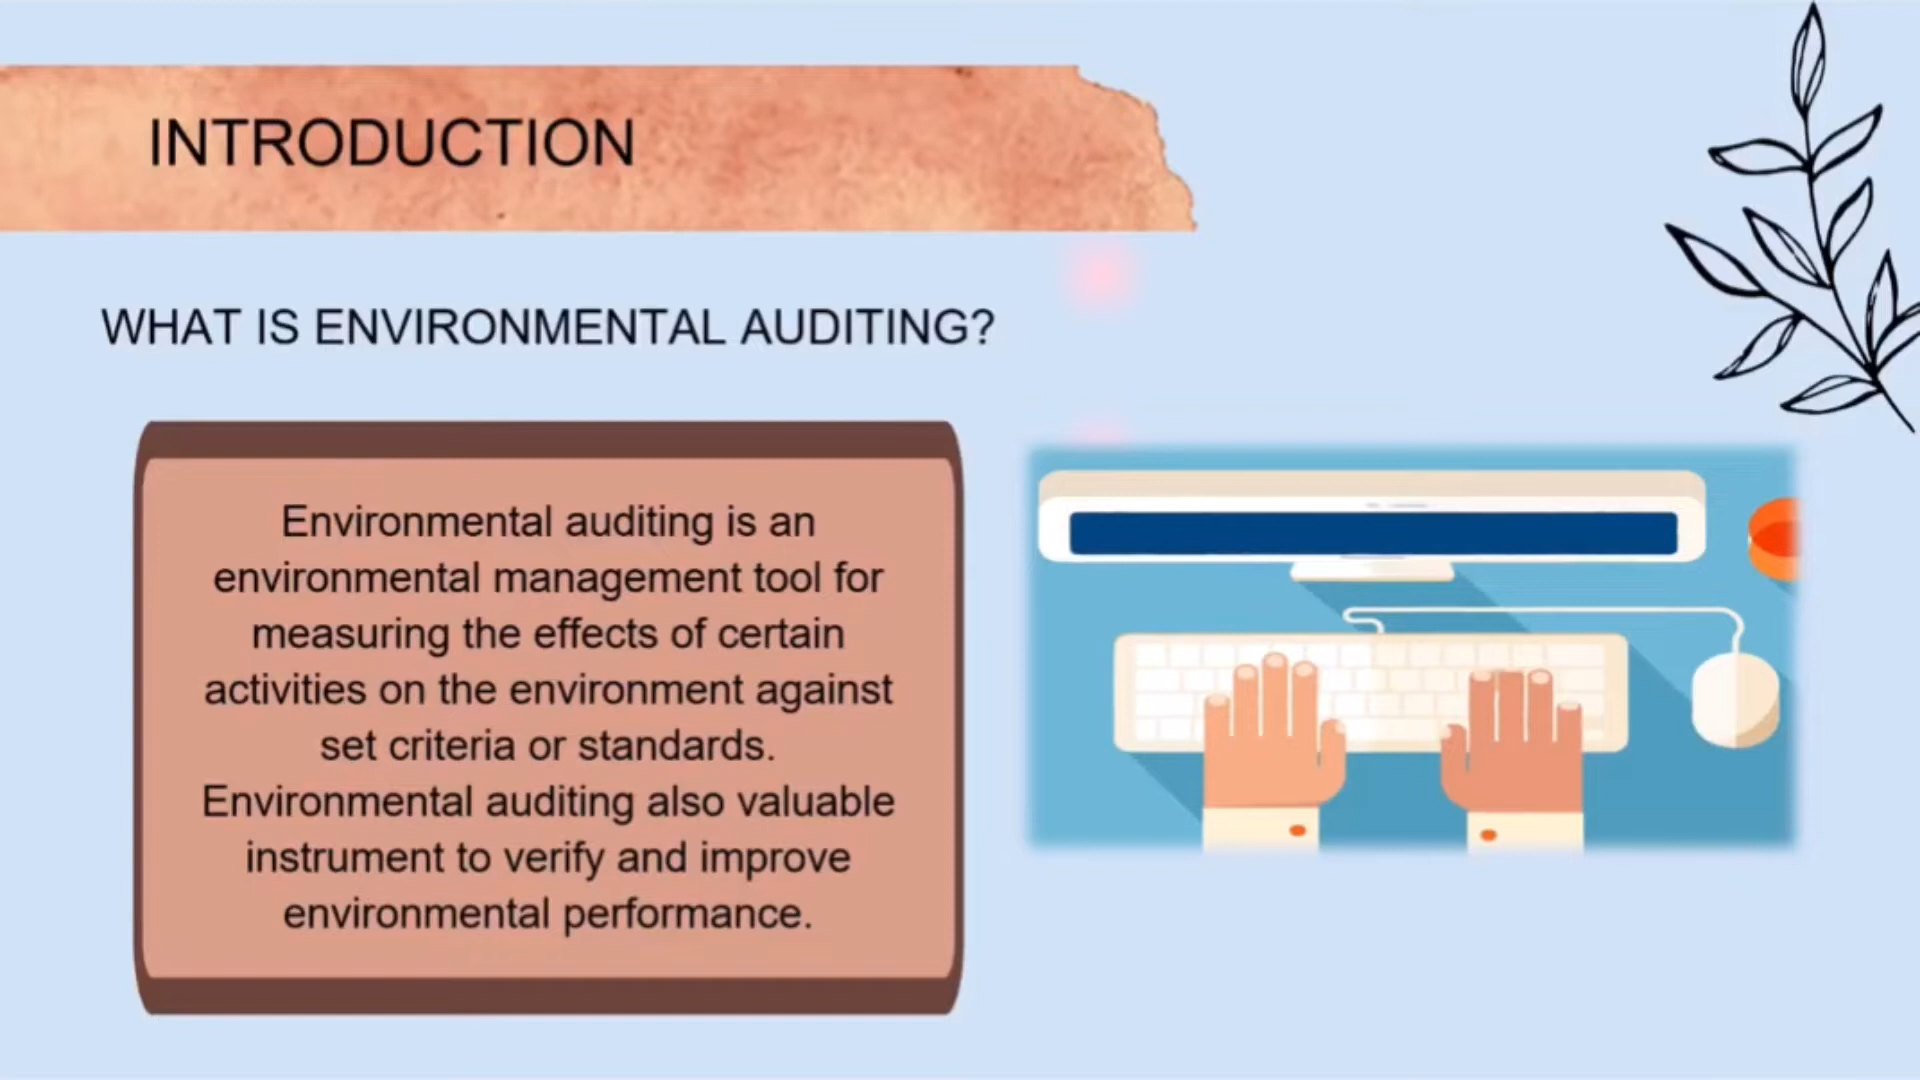 INTRODUCTION
WHAT IS ENVIRONMENTAL AUDITING?
Environmental auditing is an
environmental management tool for
measuring the effects of certain
activities on the environment against
set criteria or standards.
Environmental auditing also valuable
instrument to verify and improve
environmental performance.